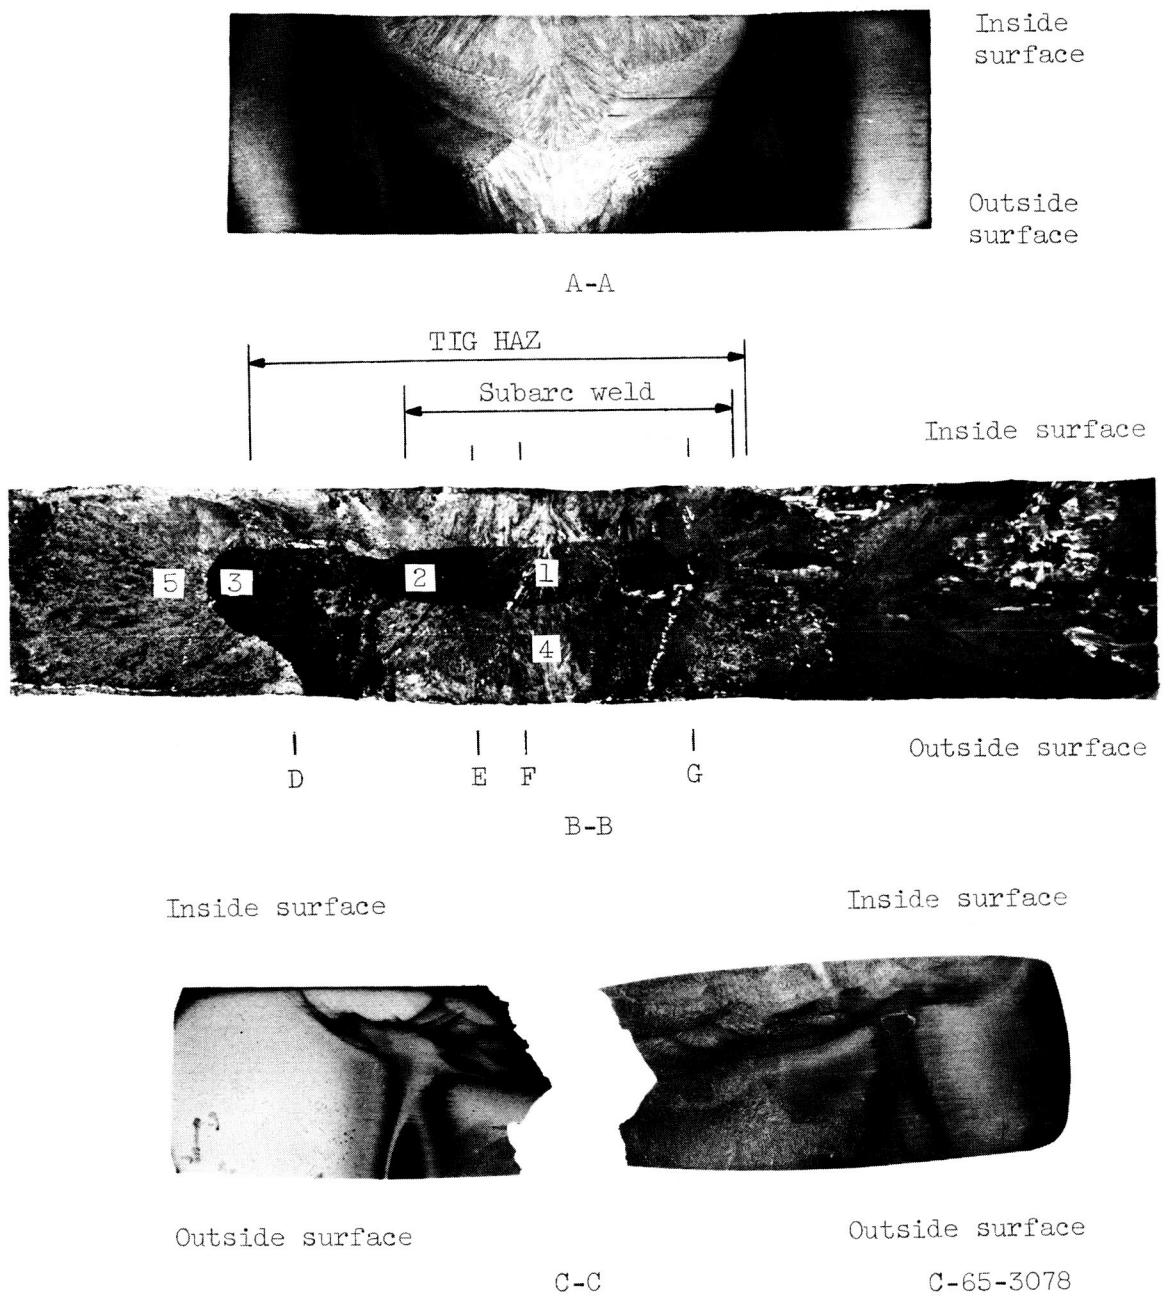 Inside
surface
Outside
surface
A-A
TIG HAZ
Subarc weld
Inside surface
5
3
2
1
4
Outside surface
D
E
F
G
B-B
Inside surface
Inside surface
Outside surface
Outside surface
C-C
C-65-3078